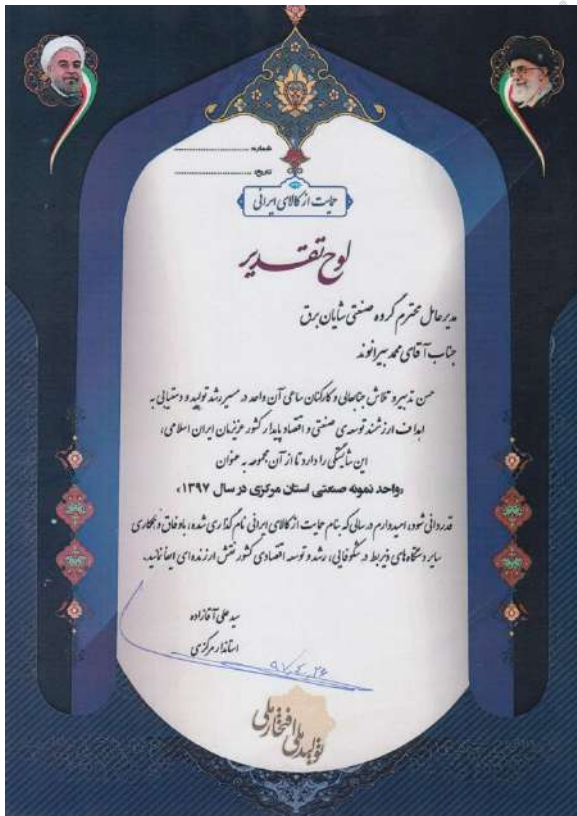 شماره: ........................
تاریخ: ........................
حمایت از کالای ایرانی
لوح تقدیر
مدیرعامل محترم گروه صنعتی شایان برق
جناب آقای محمد بیرانوند
حسن تدبیر و تلاش جنابعالی و کارکنان ساعی آن واحد در مسیر رشد تولید و دستیابی به
اهداف ارزشمند توسعه‌ی صنعتی و اقتصاد پایدار کشور عزیزمان ایران اسلامی،
این شایستگی را دارد تا از آن مجموعه به عنوان
«واحد نمونه صنعتی استان مرکزی در سال ۱۳۹۷»
قدردانی شود، امیدوارم در سالی که بنام حمایت از کالای ایرانی نام گذاری شده، با وفاق و همکاری
سایر دستگاه‌های ذیربط در شکوفایی، رشد و توسعه اقتصادی کشور نقش ارزنده‌ای ایفا نمائید.
سید علی آقازاده
استاندار مرکزی
۹۷,۴,۲۶
تولید ملی افتخار ملی